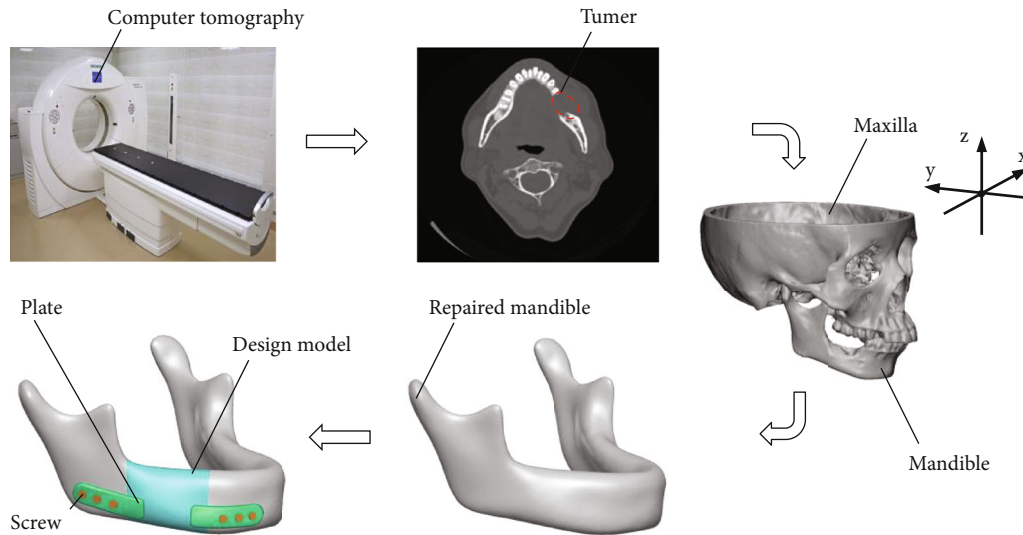 Computer tomography
Tumer
Maxilla
z
x
y
Plate
Design model
Repaired mandible
Mandible
Screw